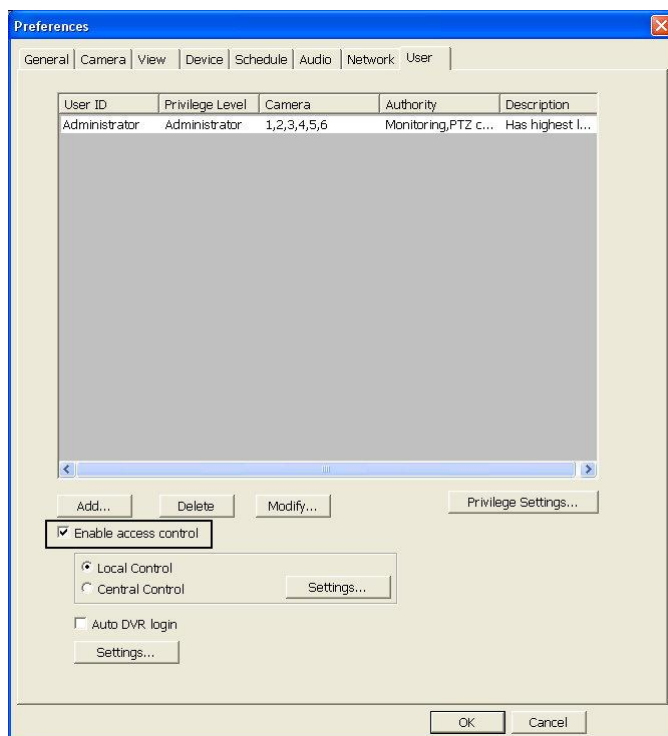 Preferences
General Camera View Device Schedule Audio Network User
User ID Privilege Level Camera Authority Description
Administrator Administrator 1,2,3,4,5,6 Monitoring,PTZ c... Has highest l...
Add... Delete Modify... Privilege Settings...
Enable access control
Local Control
Central Control Settings...
Auto DVR login
Settings...
OK Cancel